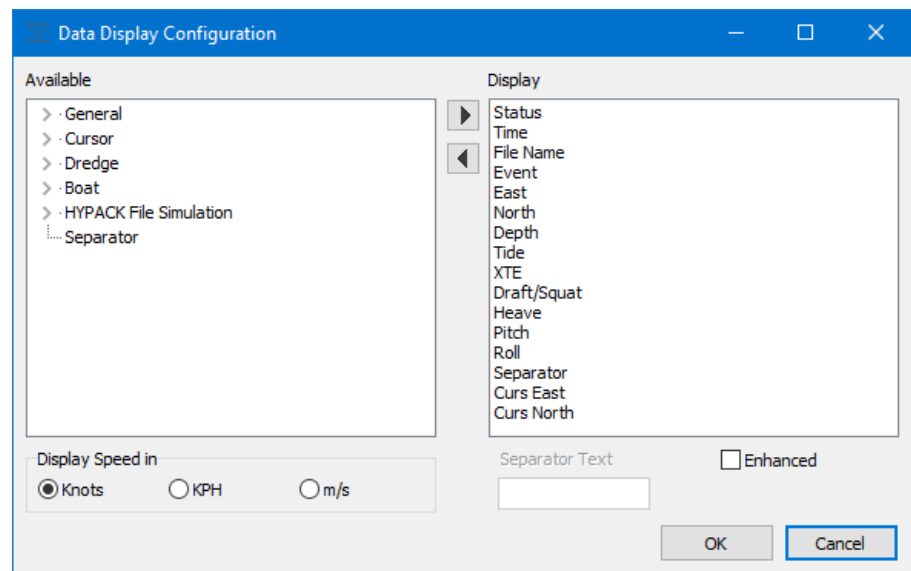 Data Display Configuration
Available
General
Cursor
Dredge
Boat
HYPACK File Simulation
Separator
Display
Status
Time
File Name
Event
East
North
Depth
Tide
XTE
Draft/Squat
Heave
Pitch
Roll
Separator
Curs East
Curs North
Display Speed in
Knots KPH m/s
Separator Text
Enhanced
OK Cancel